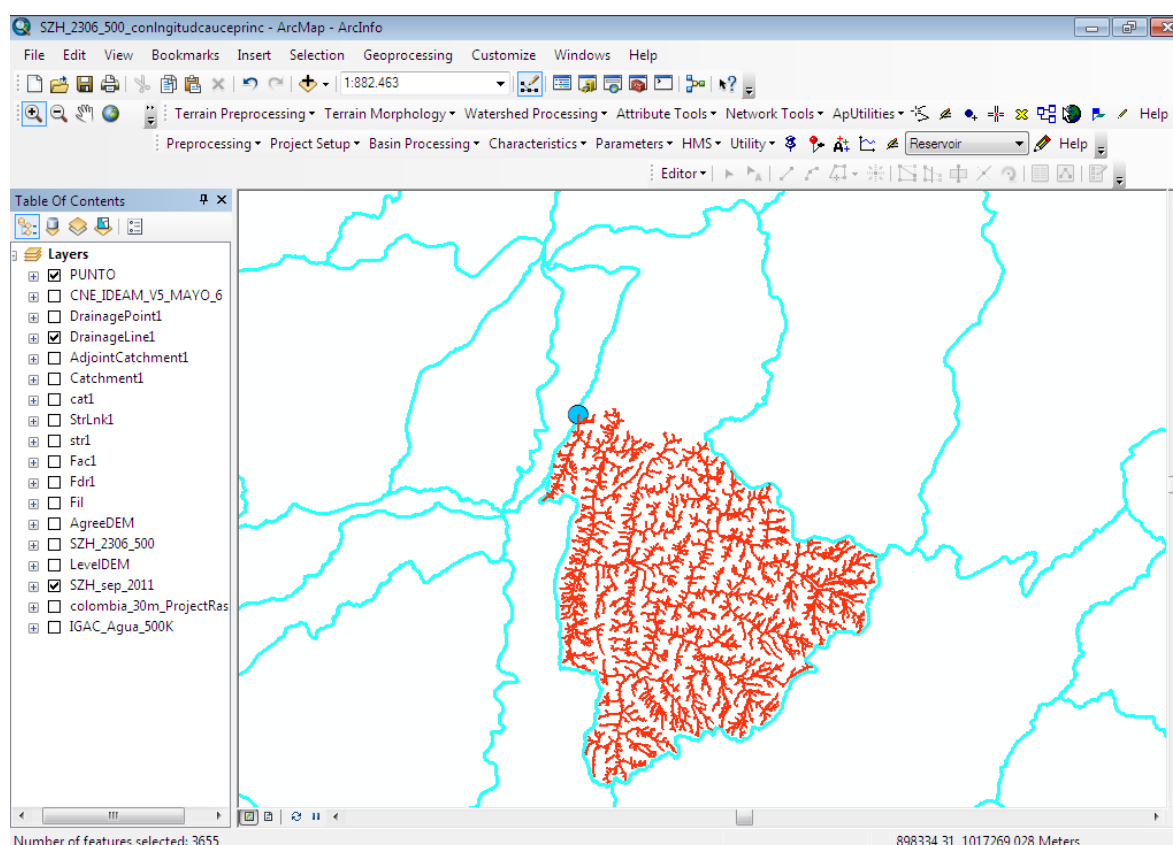 SZH_2306_500_conlngitudcauceprinc - ArcMap - ArcInfo
File Edit View Bookmarks Insert Selection Geoprocessing Customize Windows Help
1:882.463
Terrain Preprocessing Terrain Morphology Watershed Processing Attribute Tools Network Tools ApUtilities Help
Preprocessing Project Setup Basin Processing Characteristics Parameters HMS Utility Reservoir Help
Editor
Table Of Contents
Layers
PUNTO
CNE_IDEAM_V5_MAYO_6
DrainagePoint1
DrainageLine1
AdjointCatchment1
Catchment1
cat1
StrLnk1
str1
Fac1
Fdr1
Fil
AgreeDEM
SZH_2306_500
LevelDEM
SZH_sep_2011
colombia_30m_ProjectRas
IGAC_Agua_500K
Number of features selected: 3655
898334,31 1017269,028 Meters